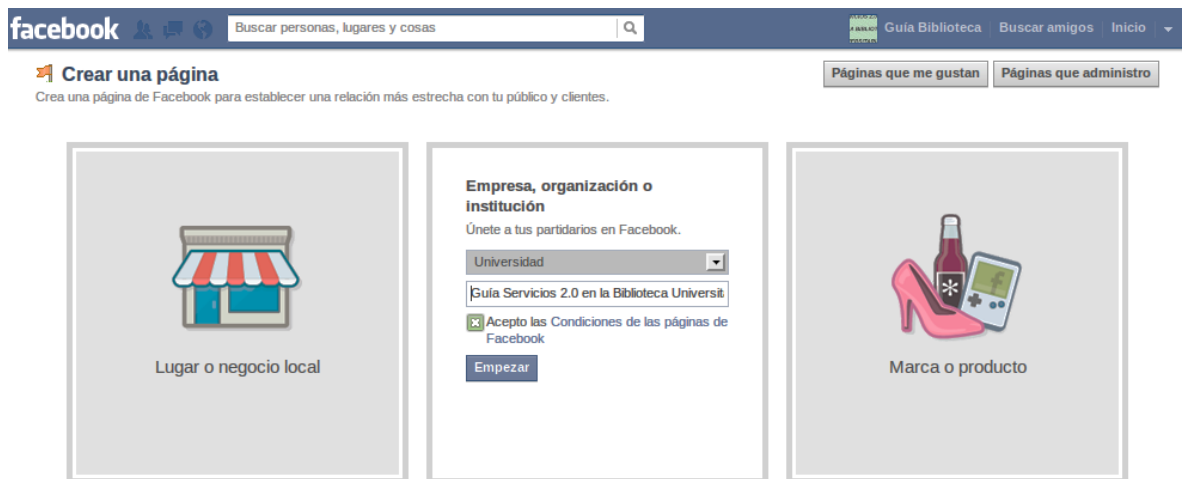 facebook
Buscar personas, lugares y cosas
Guía Biblioteca
Buscar amigos
Inicio
Crear una página
Crea una página de Facebook para establecer una relación más estrecha con tu público y clientes.
Páginas que me gustan
Páginas que administro
Lugar o negocio local
Empresa, organización o
institución
Únete a tus partidarios en Facebook.
Universidad
Guía Servicios 2.0 en la Biblioteca Universit
Acepto las Condiciones de las páginas de
Facebook
Empezar
Marca o producto